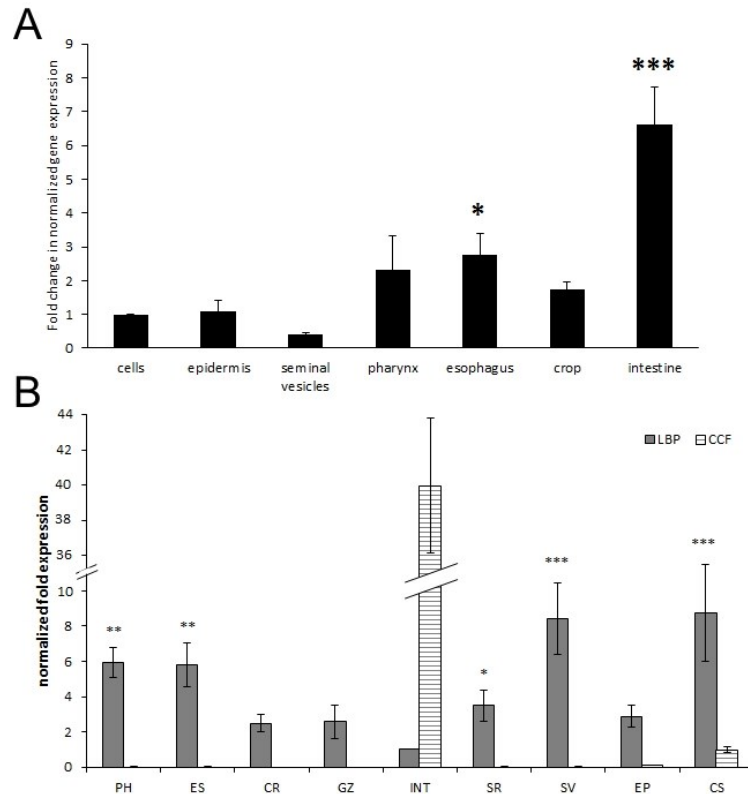 A
Fold change in normalized gene expression
9
8
7
6
5
4
3
2
1
0
*
***
cells epidermis seminal vesicles pharynx esophagus crop intestine
B
normalized fold expression
44
42
40
38
36
10
8
6
4
2
0
LBP CCF
** ** * *** ***
PH ES CR GZ INT SR SV EP CS